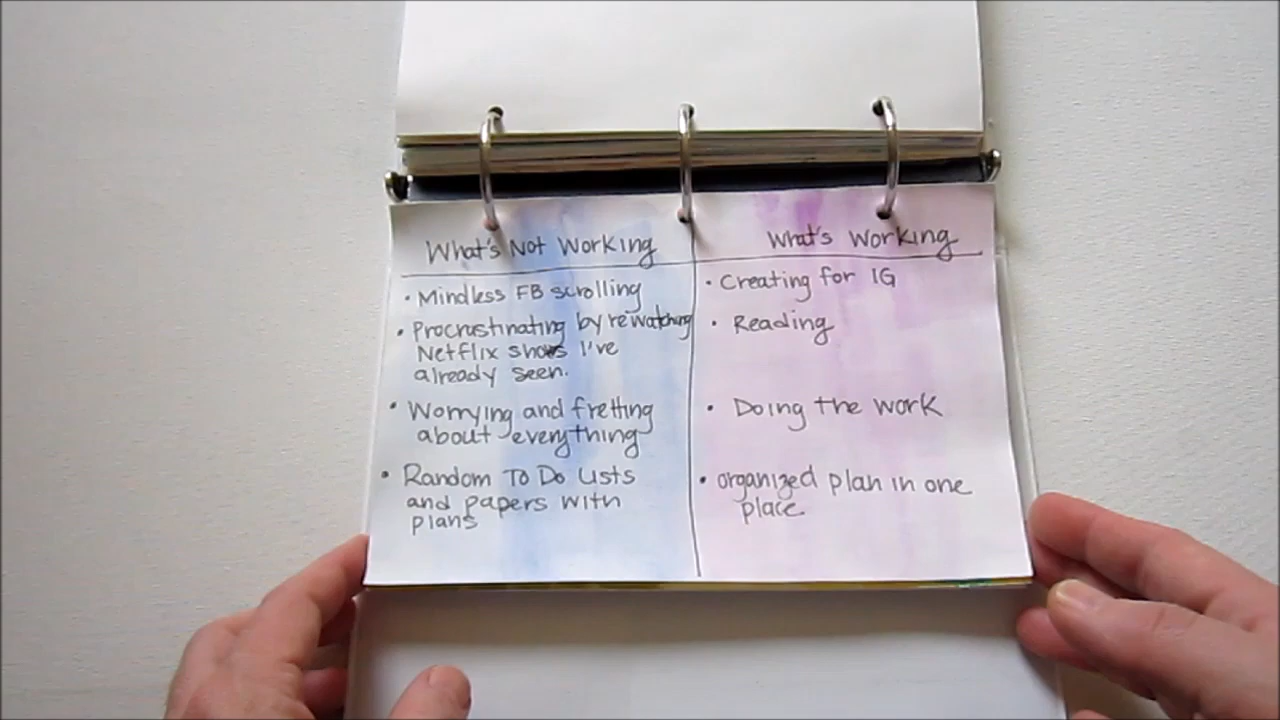 What's Not Working
• Mindless FB scrolling
• Procrastinating by rewatching
Netflix shows I've
already seen.
• Worrying and fretting
about everything
• Random To Do Lists
and papers with
plans
What's Working
• Creating for IG
• Reading
• Doing the work
• organized plan in one
place